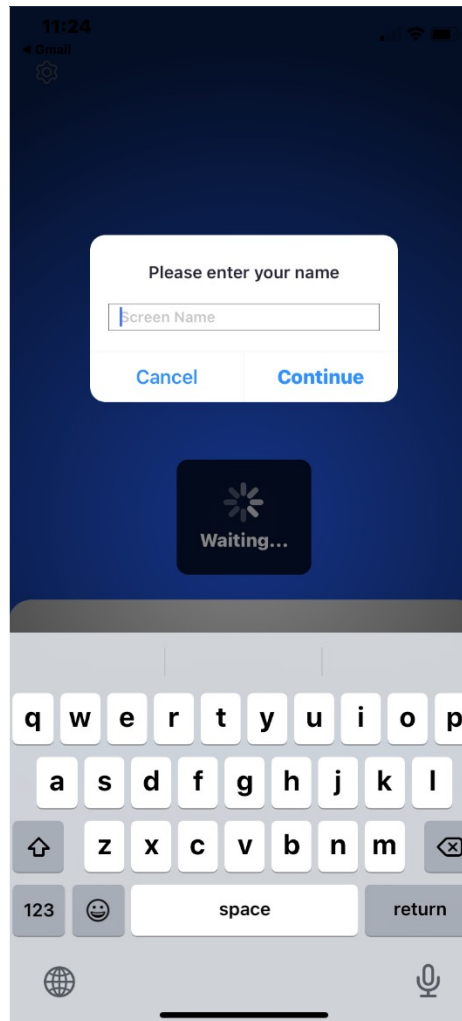 11:24
◀ Gmail
Please enter your name
Screen Name
Cancel Continue
Waiting...
q w e r t y u i o p
a s d f g h j k l
z x c v b n m
123 space return